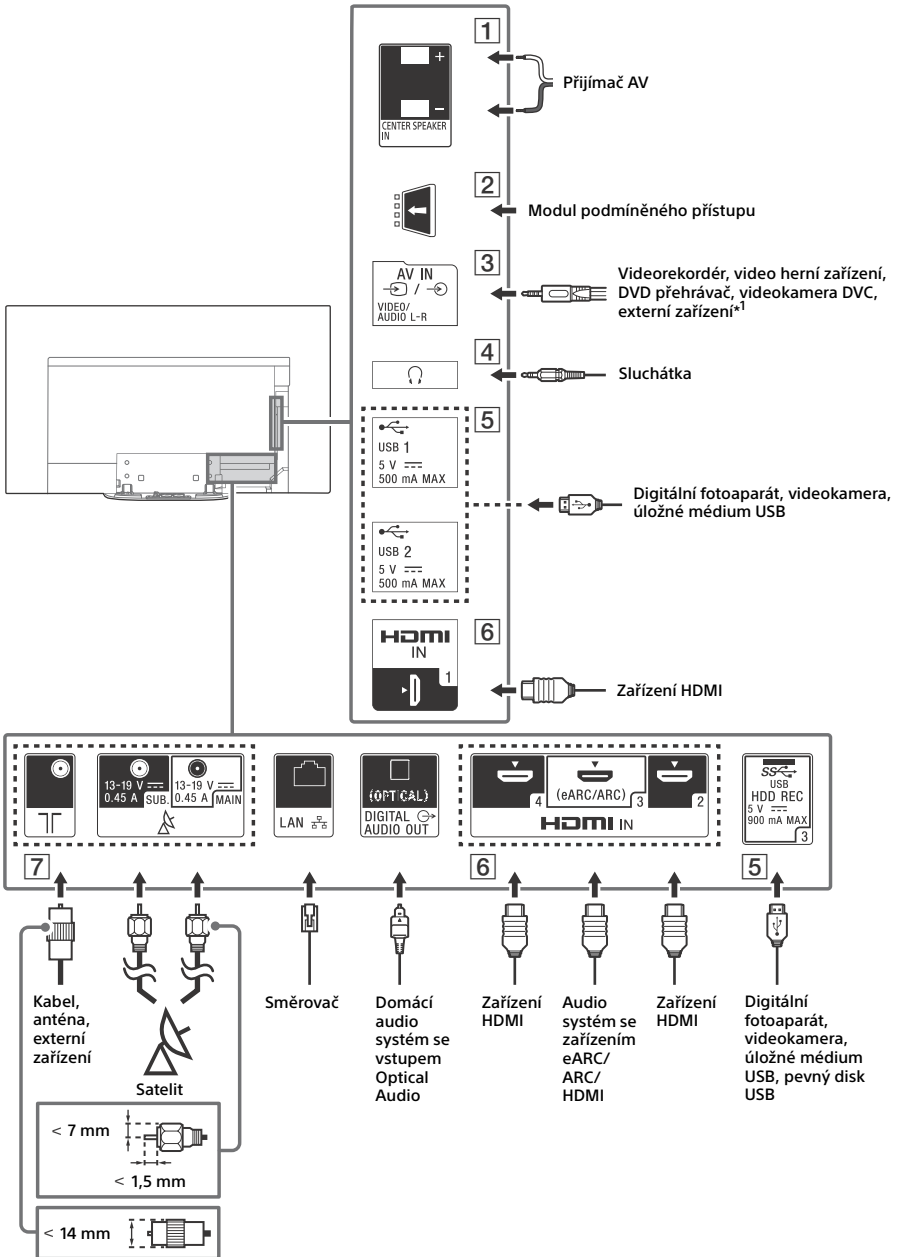 1
+
−
CENTER SPEAKER
IN
Přijímač AV
2
Modul podmíněného přístupu
3
AV IN
/
VIDEO/
AUDIO L-R
Videorekordér, video herní zařízení,
DVD přehrávač, videokamera DVC,
externí zařízení*1
4
Sluchátka
5
USB 1
5 V
500 mA MAX
USB 2
5 V
500 mA MAX
Digitální fotoaparát, videokamera,
úložné médium USB
6
HDMI
IN
1
Zařízení HDMI
13-19 V
0.45 A SUB.
13-19 V
0.45 A MAIN
LAN
(OPTICAL)
DIGITAL
AUDIO OUT
4
(eARC/ARC) 3
2
HDMI IN
SS
USB
HDD REC
5 V
900 mA MAX
3
7
6
5
Kabel,
anténa,
externí
zařízení
Satelit
Směrovač
Domácí
audio
systém se
vstupem
Optical
Audio
Zařízení
HDMI
Audio
systém se
zařízením
eARC/
ARC/
HDMI
Zařízení
HDMI
Digitální
fotoaparát,
videokamera,
úložné médium
USB, pevný disk
USB
< 7 mm
< 1,5 mm
< 14 mm